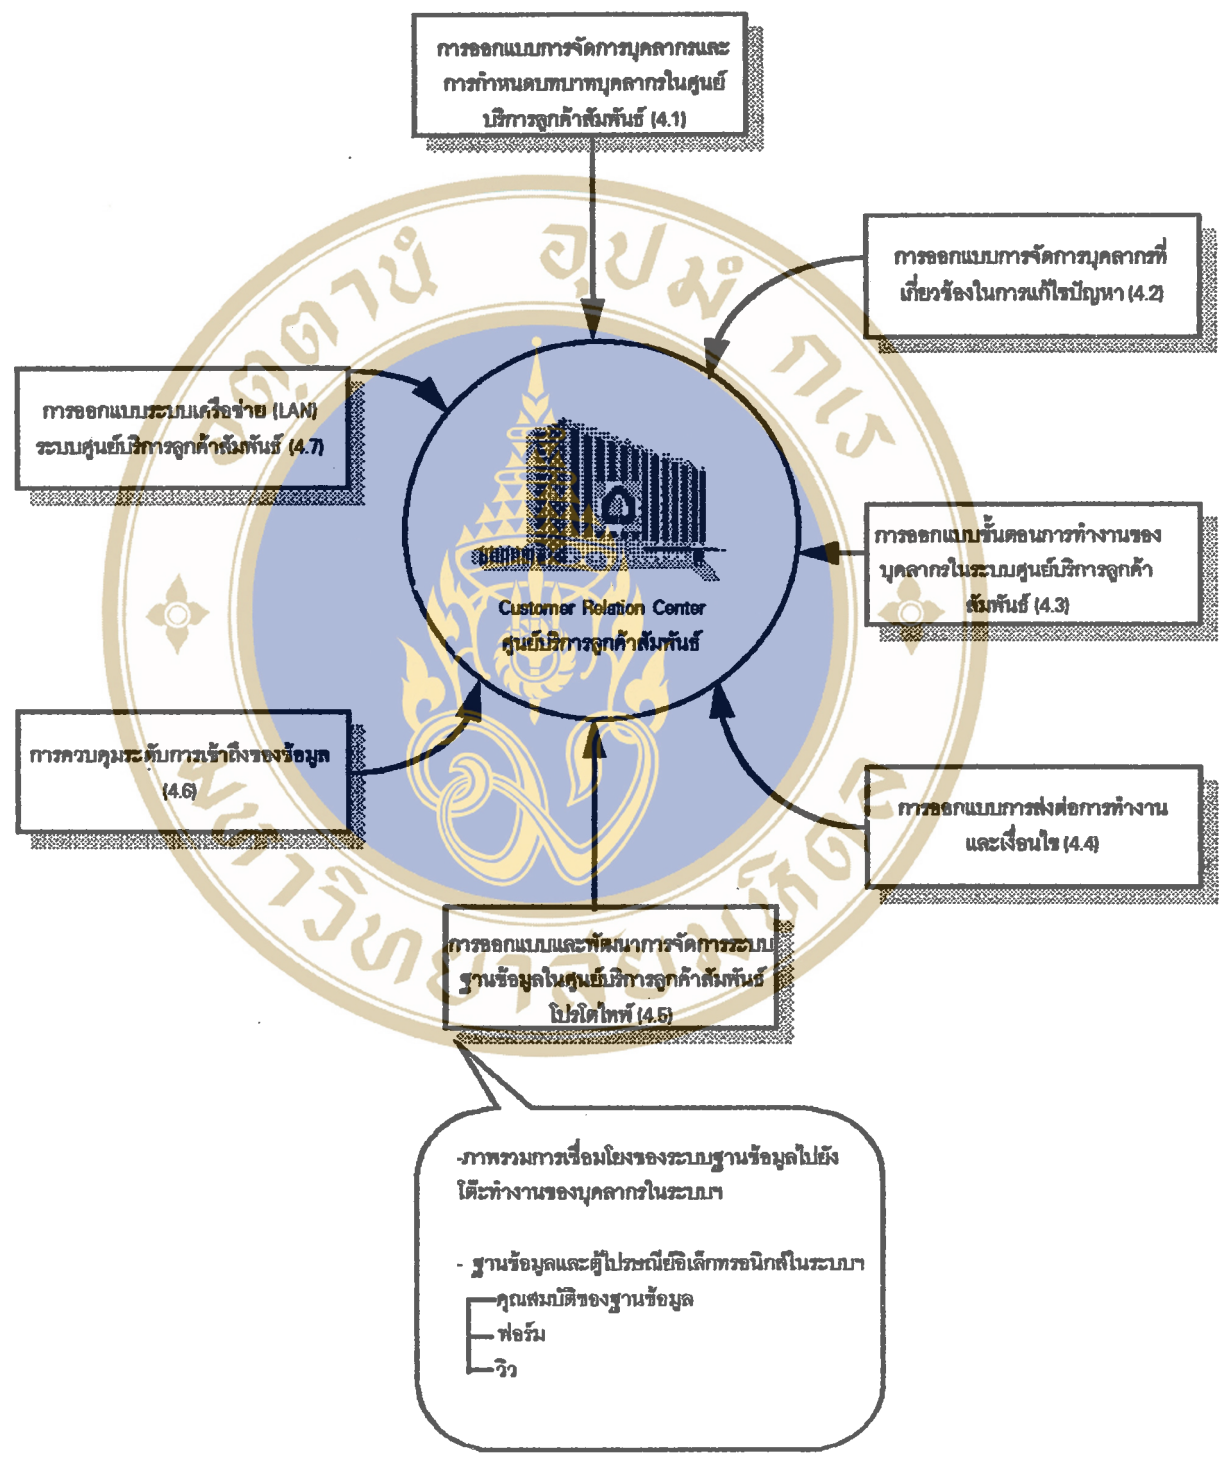 การออกแบบการจัดการบุคลากรและ
การกำหนดบทบาทบุคลากรในศูนย์
บริการลูกค้าสัมพันธ์ (4.1)
การออกแบบการจัดการบุคลากรที่
เกี่ยวข้องในการแก้ไขปัญหา (4.2)
การออกแบบระบบเครือข่าย (LAN)
ระบบศูนย์บริการลูกค้าสัมพันธ์ (4.7)
การออกแบบขั้นตอนการทำงานของ
บุคลากรในระบบศูนย์บริการลูกค้า
สัมพันธ์ (4.3)
Customer Relation Center
ศูนย์บริการลูกค้าสัมพันธ์
การควบคุมระดับการเข้าถึงของข้อมูล
(4.6)
การออกแบบการส่งต่อการทำงาน
และเงื่อนไข (4.4)
การออกแบบและพัฒนาการจัดการระบบ
ฐานข้อมูลในศูนย์บริการลูกค้าสัมพันธ์
โปรโตไทพ์ (4.5)
-ภาพรวมการเชื่อมโยงของระบบฐานข้อมูลไปยัง
โต๊ะทำงานของบุคลากรในระบบฯ
- ฐานข้อมูลและตู้ไปรษณีย์อิเล็กทรอนิกส์ในระบบฯ
คุณสมบัติของฐานข้อมูล
ฟอร์ม
วิว
อตฺตานํ อุปมํ กเร
มหาวิทยาลัยมหิดล